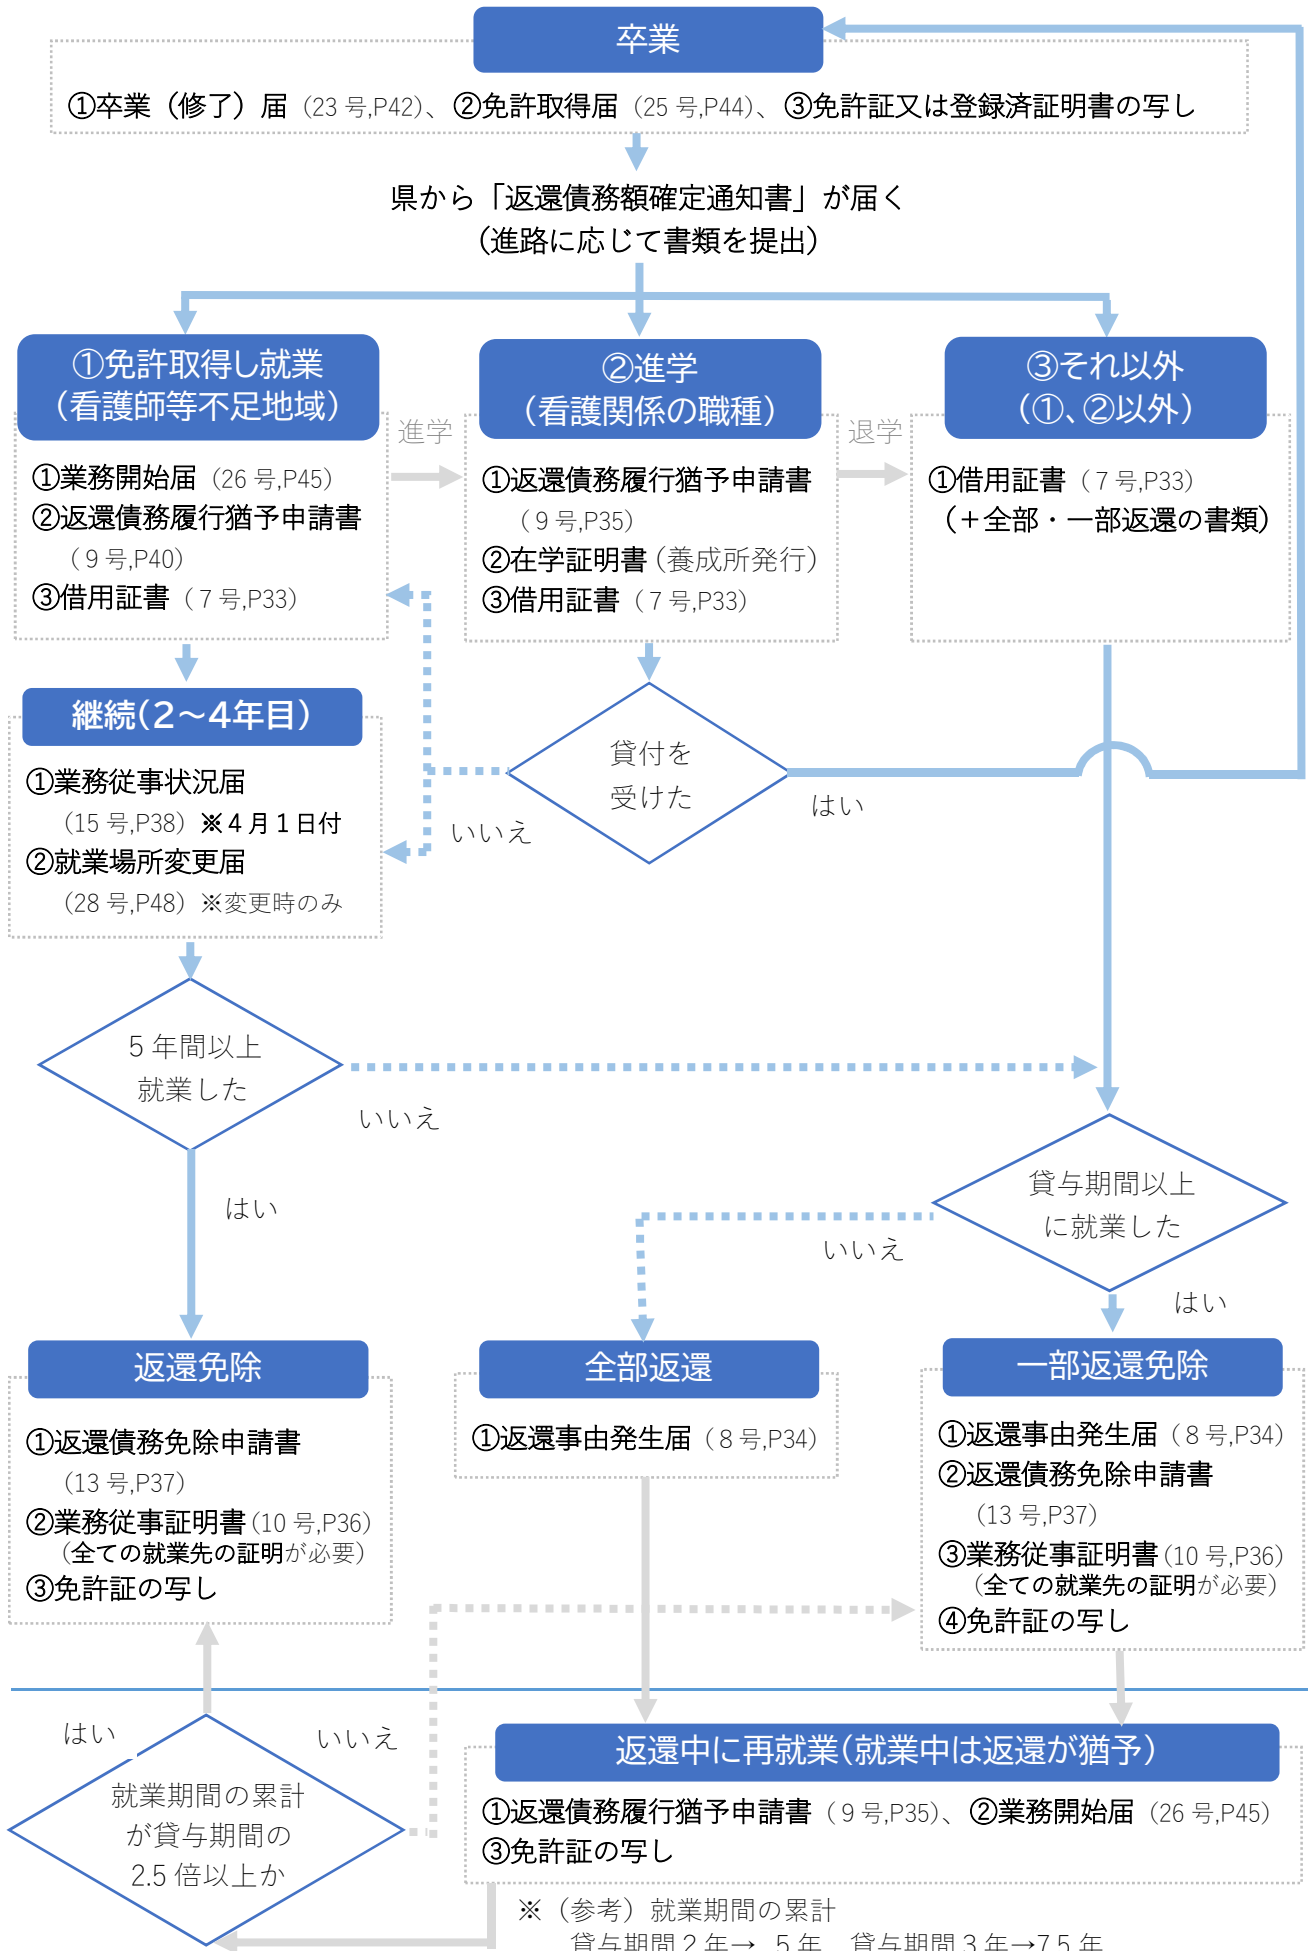 卒業
①卒業（修了）届（23 号,P42）、②免許取得届（25 号,P44）、③免許証又は登録済証明書の写し
県から「返還債務額確定通知書」が届く
（進路に応じて書類を提出）
①免許取得し就業
（看護師等不足地域）
①業務開始届（26 号,P45）
②返還債務履行猶予申請書
（９号,P40）
③借用証書（７号,P33）
進学
②進学
（看護関係の職種）
①返還債務履行猶予申請書
（９号,P35）
②在学証明書（養成所発行）
③借用証書（７号,P33）
退学
③それ以外
（①、②以外）
①借用証書（７号,P33）
（＋全部・一部返還の書類）
継続（２～４年目）
①業務従事状況届
（15 号,P38）※４月１日付
②就業場所変更届
（28 号,P48）※変更時のみ
貸付を
受けた
いいえ
はい
５年間以上
就業した
いいえ
はい
貸与期間以上
に就業した
いいえ
はい
返還免除
①返還債務免除申請書
（13 号,P37）
②業務従事証明書（10 号,P36）
（全ての就業先の証明が必要）
③免許証の写し
全部返還
①返還事由発生届（８号,P34）
一部返還免除
①返還事由発生届（８号,P34）
②返還債務免除申請書
（13 号,P37）
③業務従事証明書（10 号,P36）
（全ての就業先の証明が必要）
④免許証の写し
はい
いいえ
就業期間の累計
が貸与期間の
2.5 倍以上か
返還中に再就業（就業中は返還が猶予）
①返還債務履行猶予申請書（９号,P35）、②業務開始届（26 号,P45）
③免許証の写し
※（参考）就業期間の累計
貸与期間２年→ ５年 貸与期間３年→7.5 年